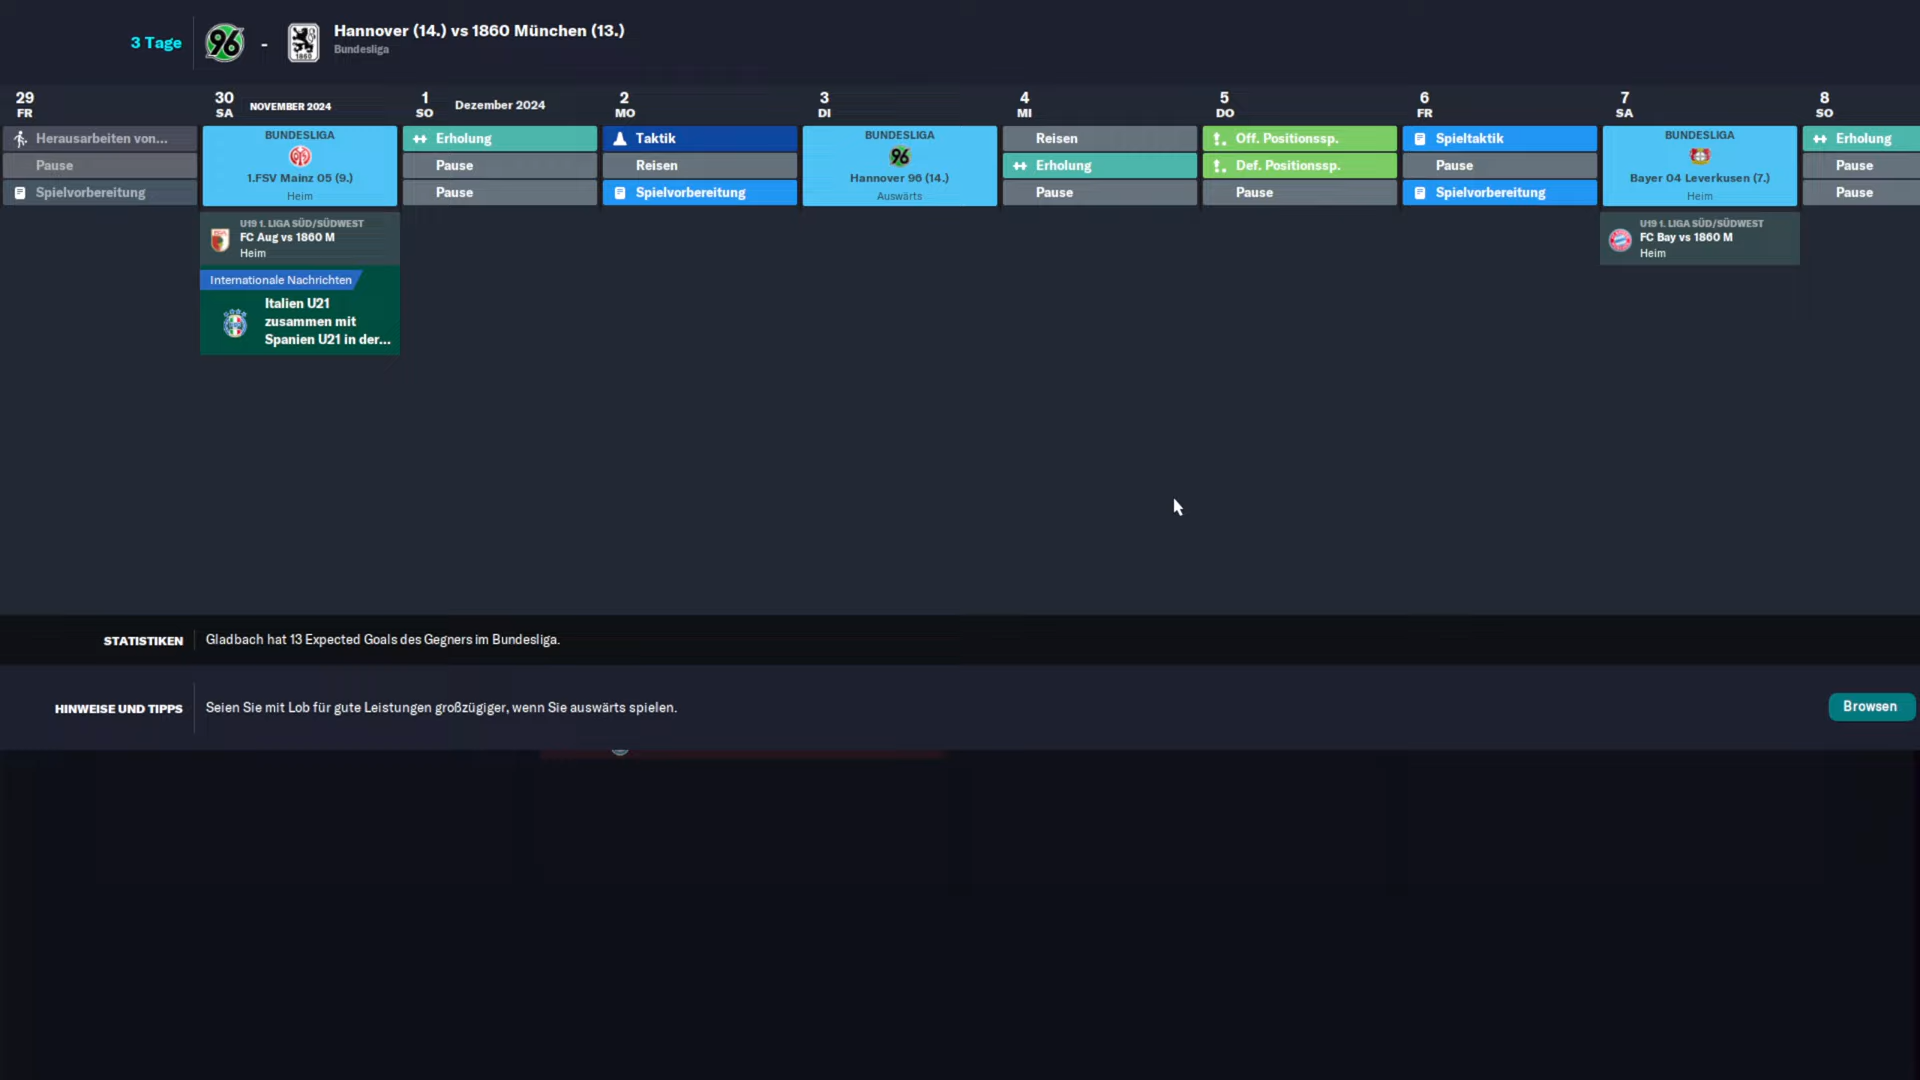 3 Tage
96
-
1860
Hannover (14.) vs 1860 München (13.)
Bundesliga
29
FR
30
SA
NOVEMBER 2024
1
SO
Dezember 2024
2
MO
3
DI
4
MI
5
DO
6
FR
7
SA
8
SO
Herausarbeiten von...
Pause
Spielvorbereitung
BUNDESLIGA
1.FSV Mainz 05 (9.)
Heim
U19 1. LIGA SÜD/SÜDWEST
FC Aug vs 1860 M
Heim
Internationale Nachrichten
Italien U21
zusammen mit
Spanien U21 in der...
Erholung
Pause
Pause
Taktik
Reisen
Spielvorbereitung
BUNDESLIGA
96
Hannover 96 (14.)
Auswärts
Reisen
Erholung
Pause
Off. Positionssp.
Def. Positionssp.
Pause
Spieltaktik
Pause
Spielvorbereitung
BUNDESLIGA
Bayer 04 Leverkusen (7.)
Heim
U19 1. LIGA SÜD/SÜDWEST
FC Bay vs 1860 M
Heim
Erholung
Pause
Pause
STATISTIKEN
Gladbach hat 13 Expected Goals des Gegners im Bundesliga.
HINWEISE UND TIPPS
Seien Sie mit Lob für gute Leistungen großzügiger, wenn Sie auswärts spielen.
Browsen